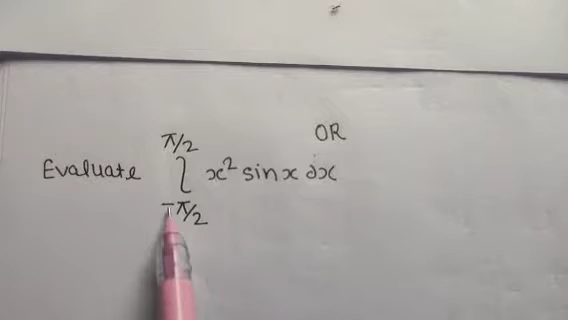 OR
Evaluate ∫_{-π/2}^{π/2} x² sin x dx